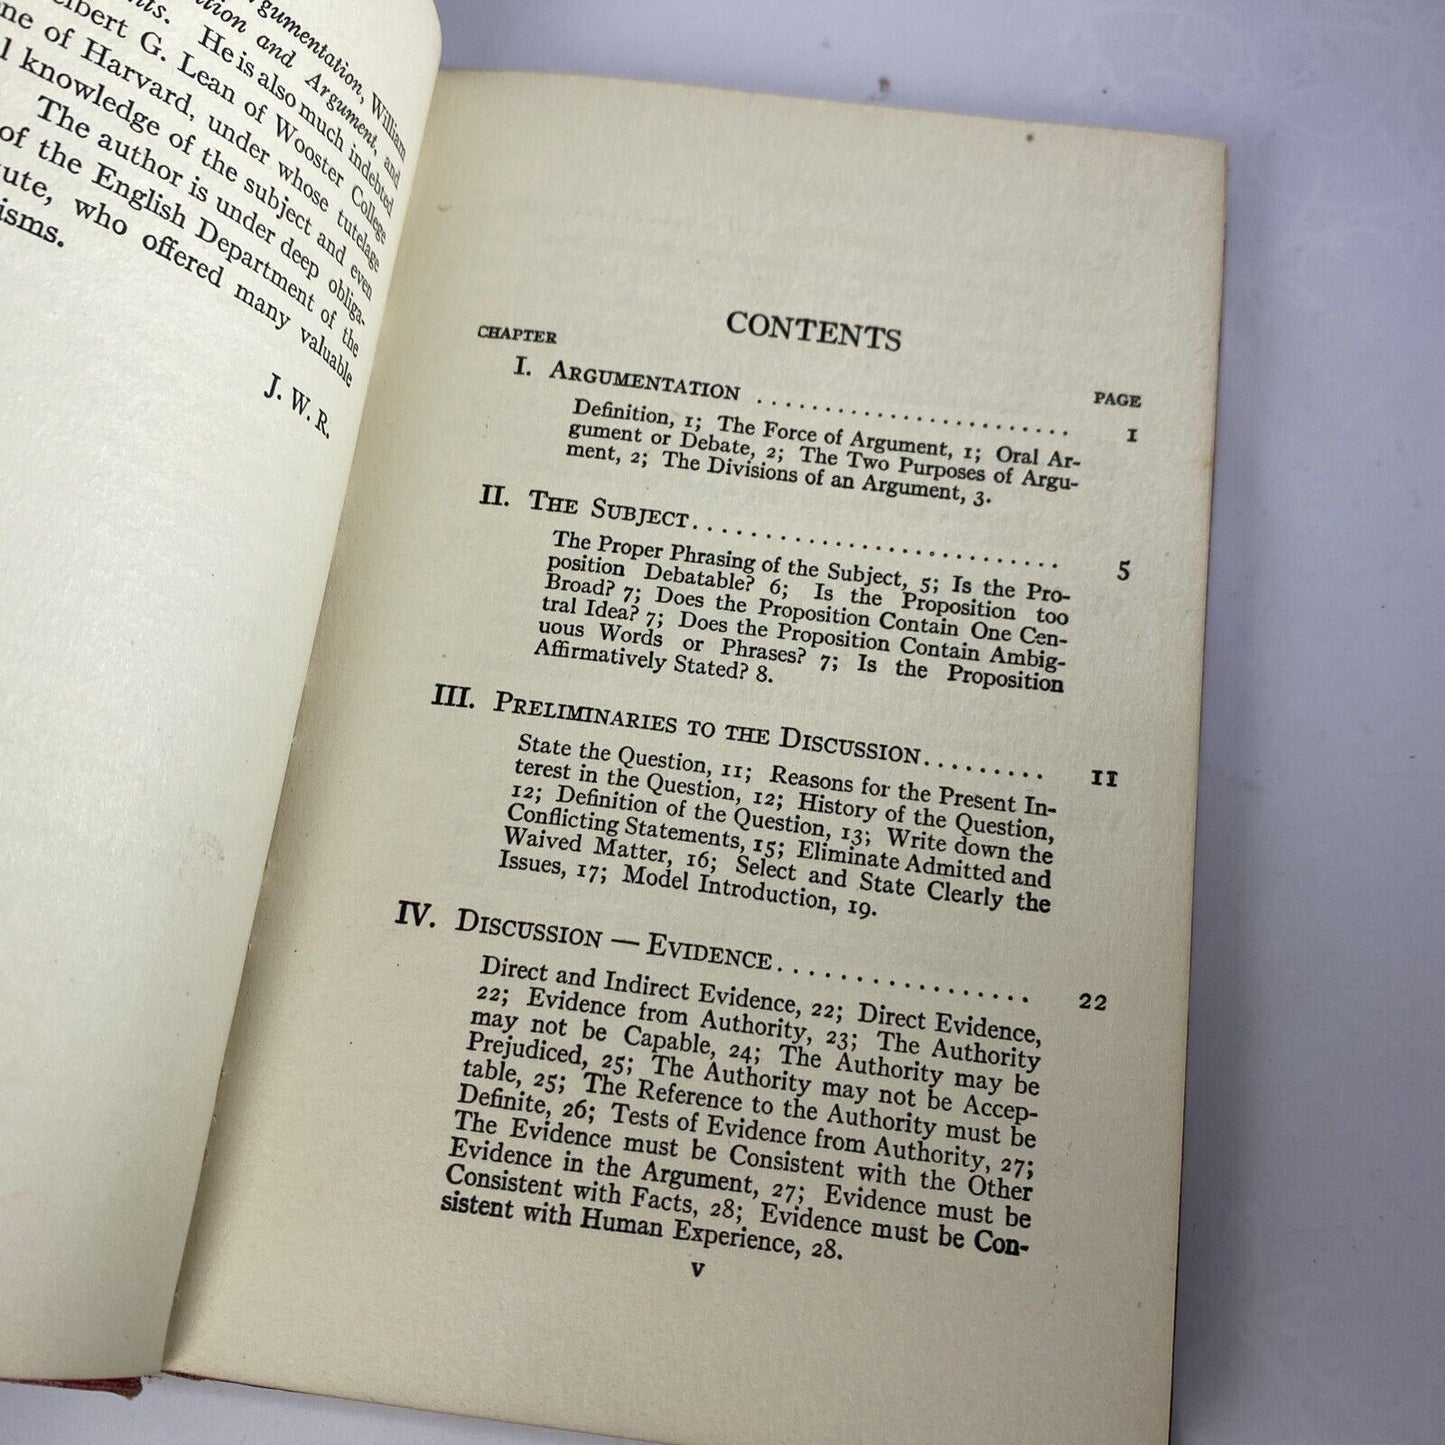 gumentation, William
tion and Argument, and
nts. He is also much indebted
elbert G. Lean of Wooster College
ne of Harvard, under whose tutelage
l knowledge of the subject and even
The author is under deep obliga-
of the English Department of the
ute, who offered many valuable
isms.
J. W. R.
CONTENTS
CHAPTER
PAGE
I. ARGUMENTATION ........................ 1
Definition, 1; The Force of Argument, 1; Oral Ar-
gument or Debate, 2; The Two Purposes of Argu-
ment, 2; The Divisions of an Argument, 3.
II. THE SUBJECT.......................... 5
The Proper Phrasing of the Subject, 5; Is the Pro-
position Debatable? 6; Is the Proposition too
Broad? 7; Does the Proposition Contain One Cen-
tral Idea? 7; Does the Proposition Contain Ambig-
uous Words or Phrases? 7; Is the Proposition
Affirmatively Stated? 8.
III. PRELIMINARIES TO THE DISCUSSION......... 11
State the Question, 11; Reasons for the Present In-
terest in the Question, 12; History of the Question,
12; Definition of the Question, 13; Write down the
Conflicting Statements, 15; Eliminate Admitted and
Waived Matter, 16; Select and State Clearly the
Issues, 17; Model Introduction, 19.
IV. DISCUSSION — EVIDENCE................. 22
Direct and Indirect Evidence, 22; Direct Evidence,
22; Evidence from Authority, 23; The Authority
may not be Capable, 24; The Authority may be
Prejudiced, 25; The Authority may not be Accep-
table, 25; The Reference to the Authority must be
Definite, 26; Tests of Evidence from Authority, 27;
The Evidence must be Consistent with the Other
Evidence in the Argument, 27; Evidence must be
Consistent with Facts, 28; Evidence must be Con-
sistent with Human Experience, 28.
v